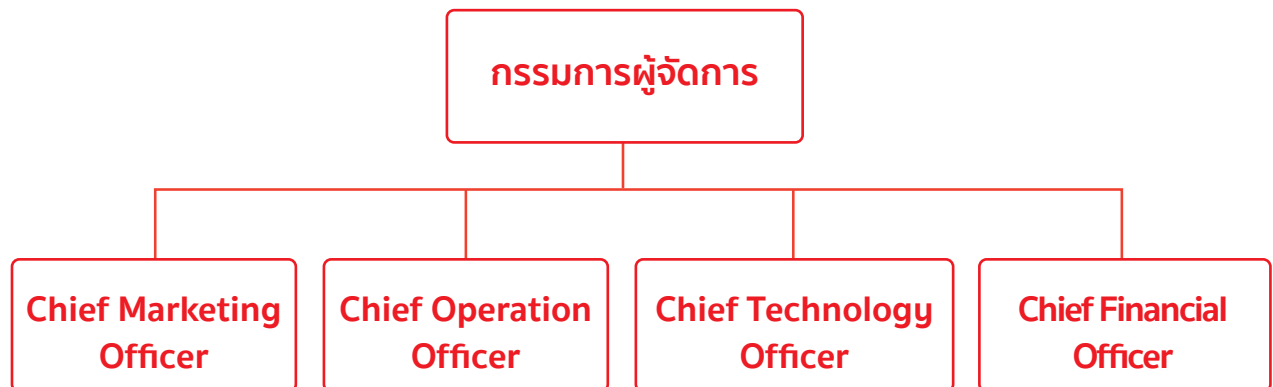 กรรมการผู้จัดการ
Chief Marketing
Officer
Chief Operation
Officer
Chief Technology
Officer
Chief Financial
Officer